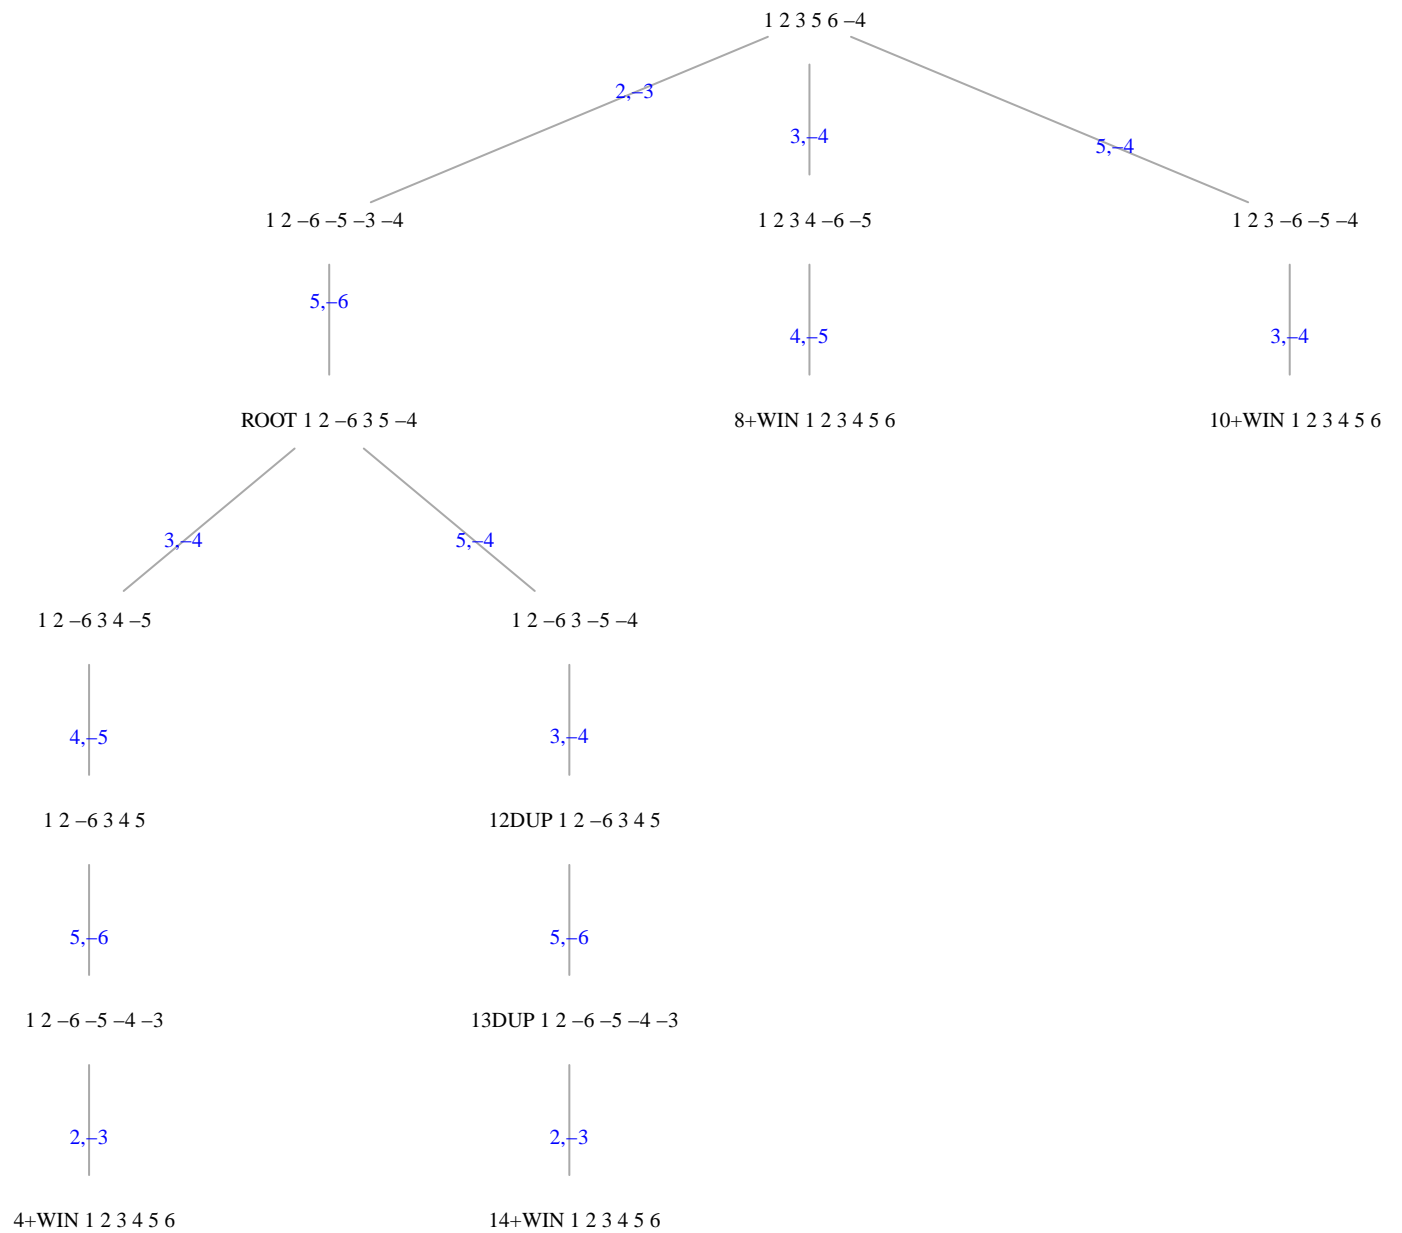 1 2 3 5 6 –4
2,–3
3,–4
5,–4
1 2 –6 –5 –3 –4
1 2 3 4 –6 –5
1 2 3 –6 –5 –4
5,–6
4,–5
3,–4
ROOT 1 2 –6 3 5 –4
8+WIN 1 2 3 4 5 6
10+WIN 1 2 3 4 5 6
3,–4
5,–4
1 2 –6 3 4 –5
1 2 –6 3 –5 –4
4,–5
3,–4
1 2 –6 3 4 5
12DUP 1 2 –6 3 4 5
5,–6
5,–6
1 2 –6 –5 –4 –3
13DUP 1 2 –6 –5 –4 –3
2,–3
2,–3
4+WIN 1 2 3 4 5 6
14+WIN 1 2 3 4 5 6